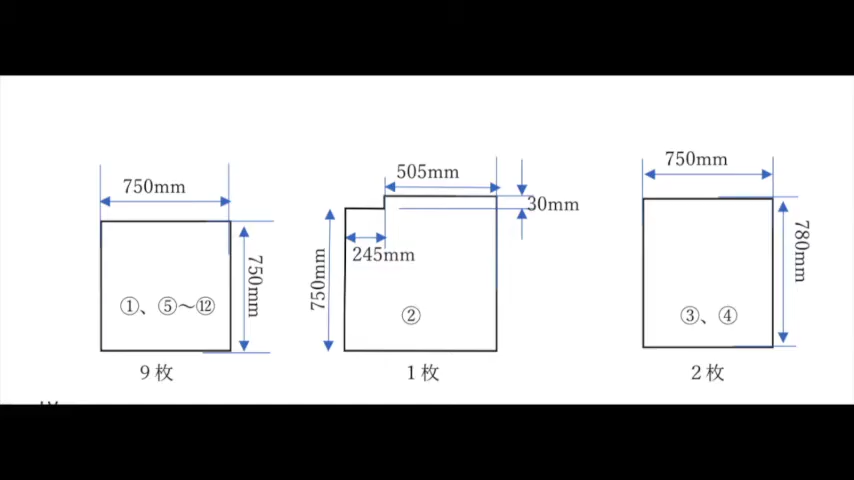 750mm
750mm
①、⑤～⑫
9枚
505mm
30mm
245mm
750mm
②
1枚
750mm
780mm
③、④
2枚